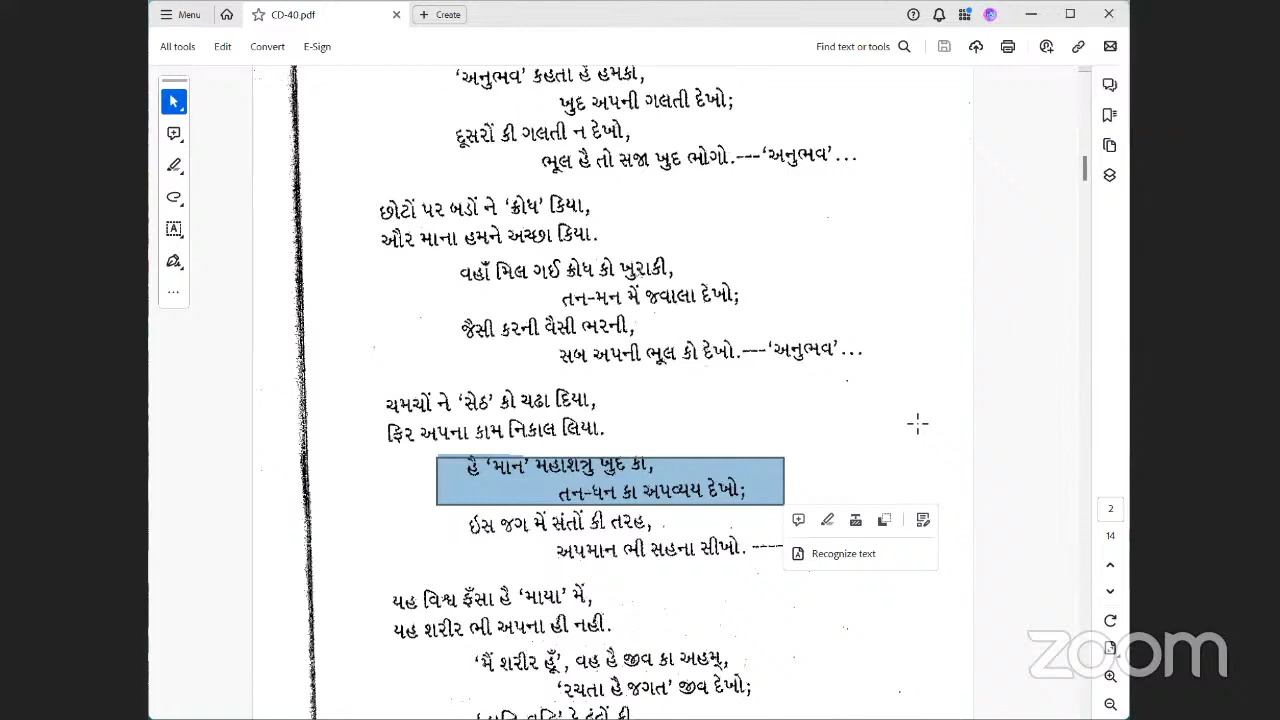 Menu
CD-40.pdf
Create
All tools
Edit
Convert
E-Sign
Find text or tools
‘અનુભવ’ કહતા હૈ હમકો,
ખુદ અપની ગલતી દેખો;
દૂસરોં કી ગલતી ન દેખો,
ભૂલ હૈ તો સજા ખુદ ભોગો.---‘અનુભવ’...
છોટોં પર બડોં ને ‘ક્રોધ’ કિયા,
ઔર માના હમને અચ્છા કિયા.
વહાઁ મિલ ગઈ ક્રોધ કો ખુરાકી,
તન-મન મેં જવાલા દેખો;
જૈસી કરની વૈસી ભરની,
સબ અપની ભૂલ કો દેખો.---‘અનુભવ’...
ચમચોં ને ‘સેઠ’ કો ચઢા દિયા,
ફિર અપના કામ નિકાલ લિયા.
હૈ ‘માન’ મહાશત્રુ ખુદ કા,
તન-ધન કા અપવ્યય દેખો;
ઇસ જગ મેં સંતોં કી તરહ,
અપમાન ભી સહના સીખો. ----
Recognize text
યહ વિશ્વ ફઁસા હૈ ‘માયા’ મેં,
યહ શરીર ભી અપના હી નહીં.
‘મૈં શરીર હૂઁ’, વહ હૈ જીવ કા અહમ્,
‘રચતા હૈ જગત’ જીવ દેખો;
2
14
zoom